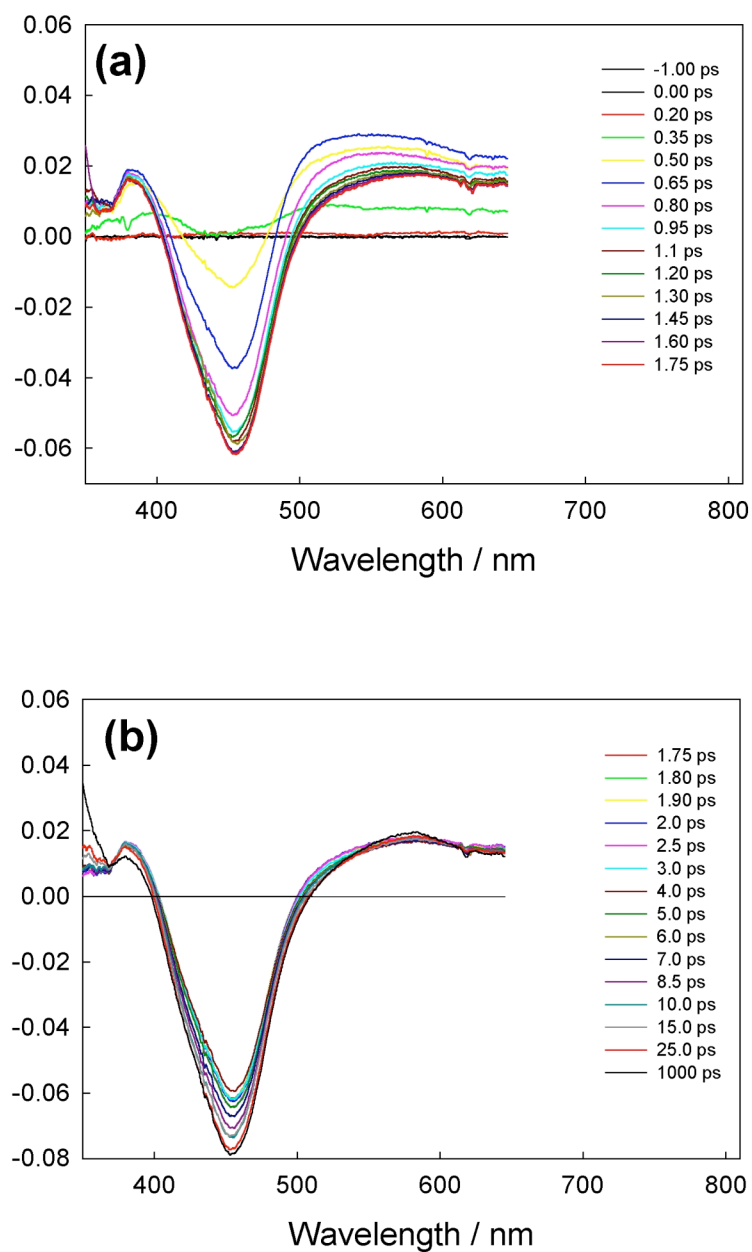 0.06
(a)
0.04
0.02
0.00
-0.02
-0.04
-0.06
-1.00 ps
0.00 ps
0.20 ps
0.35 ps
0.50 ps
0.65 ps
0.80 ps
0.95 ps
1.1 ps
1.20 ps
1.30 ps
1.45 ps
1.60 ps
1.75 ps
400 500 600 700 800
Wavelength / nm
0.06
(b)
0.04
0.02
0.00
-0.02
-0.04
-0.06
-0.08
1.75 ps
1.80 ps
1.90 ps
2.0 ps
2.5 ps
3.0 ps
4.0 ps
5.0 ps
6.0 ps
7.0 ps
8.5 ps
10.0 ps
15.0 ps
25.0 ps
1000 ps
400 500 600 700 800
Wavelength / nm